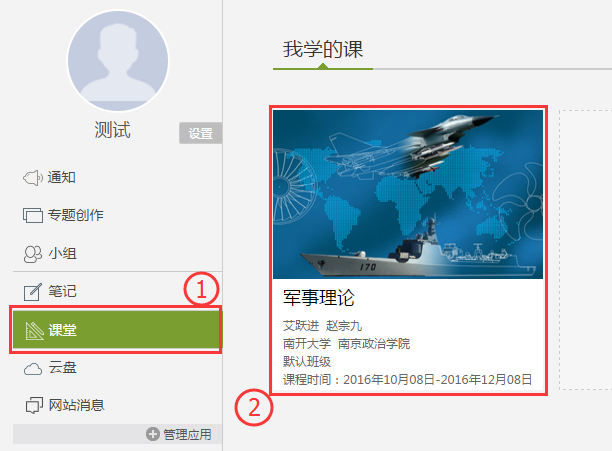 测试
设置
通知
专题创作
小组
笔记
1
课堂
云盘
网站消息
管理应用
我学的课
170
军事理论
艾跃进 赵宗九
南开大学 南京政治学院
默认班级
课程时间：2016年10月08日-2016年12月08日
2